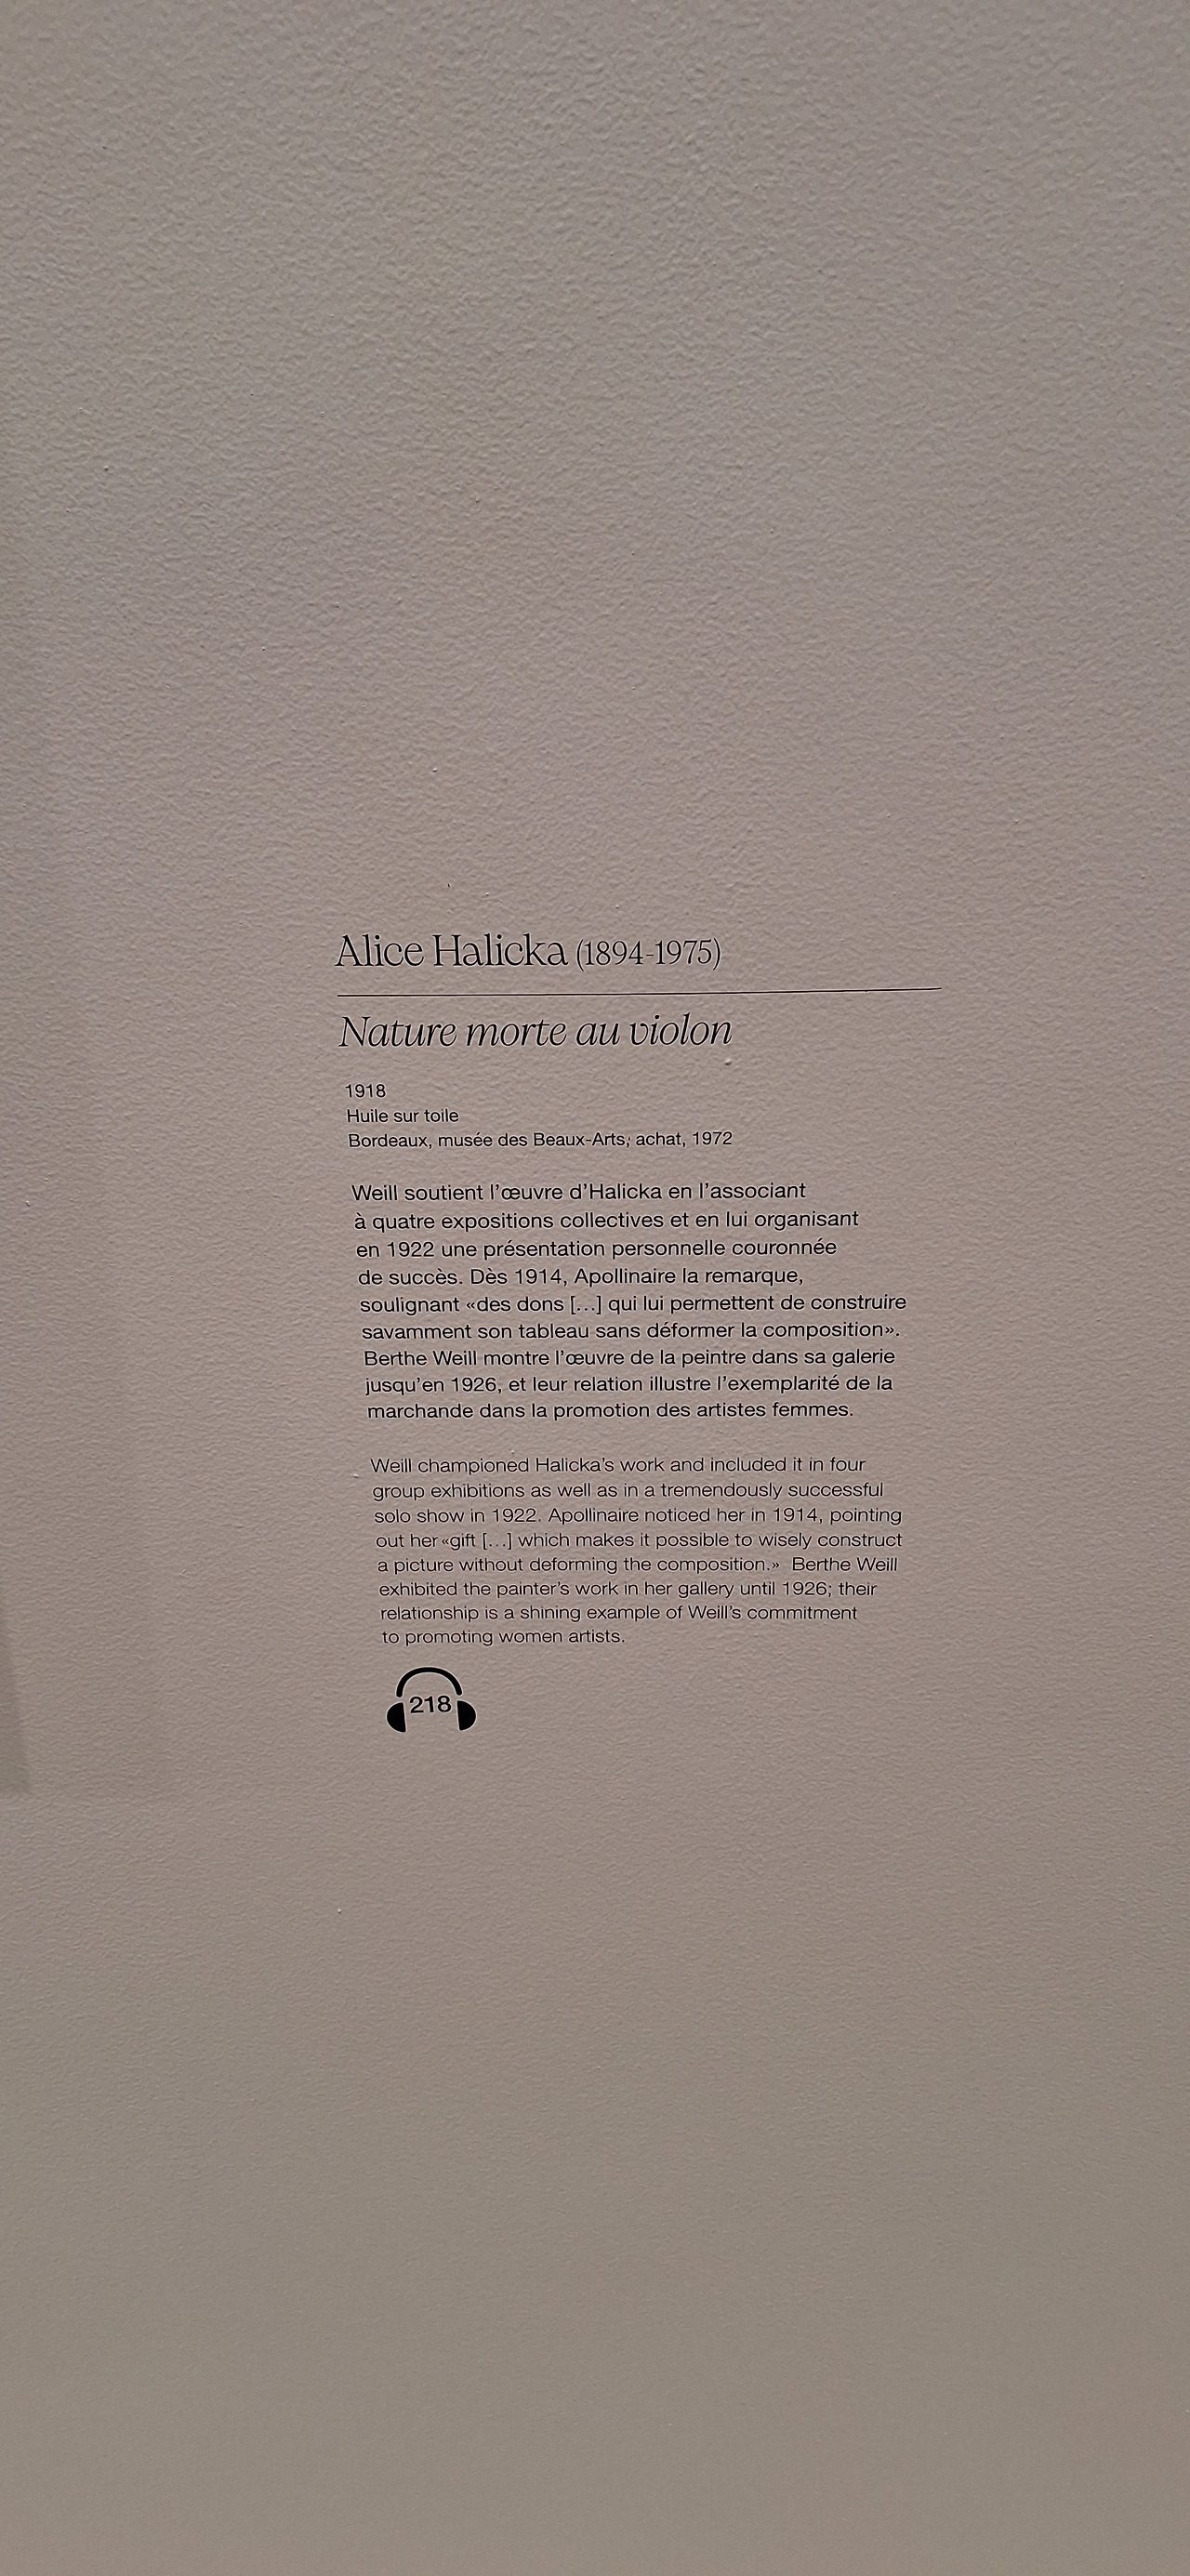 Alice Halicka (1894-1975)
Nature morte au violon
1918
Huile sur toile
Bordeaux, musée des Beaux-Arts, achat, 1972
Weill soutient l’œuvre d’Halicka en l’associant
à quatre expositions collectives et en lui organisant
en 1922 une présentation personnelle couronnée
de succès. Dès 1914, Apollinaire la remarque,
soulignant «des dons [...] qui lui permettent de construire
savamment son tableau sans déformer la composition».
Berthe Weill montre l’œuvre de la peintre dans sa galerie
jusqu’en 1926, et leur relation illustre l’exemplarité de la
marchande dans la promotion des artistes femmes.
Weill championed Halicka’s work and included it in four
group exhibitions as well as in a tremendously successful
solo show in 1922. Apollinaire noticed her in 1914, pointing
out her «gift [...] which makes it possible to wisely construct
a picture without deforming the composition.» Berthe Weill
exhibited the painter’s work in her gallery until 1926; their
relationship is a shining example of Weill’s commitment
to promoting women artists.
218